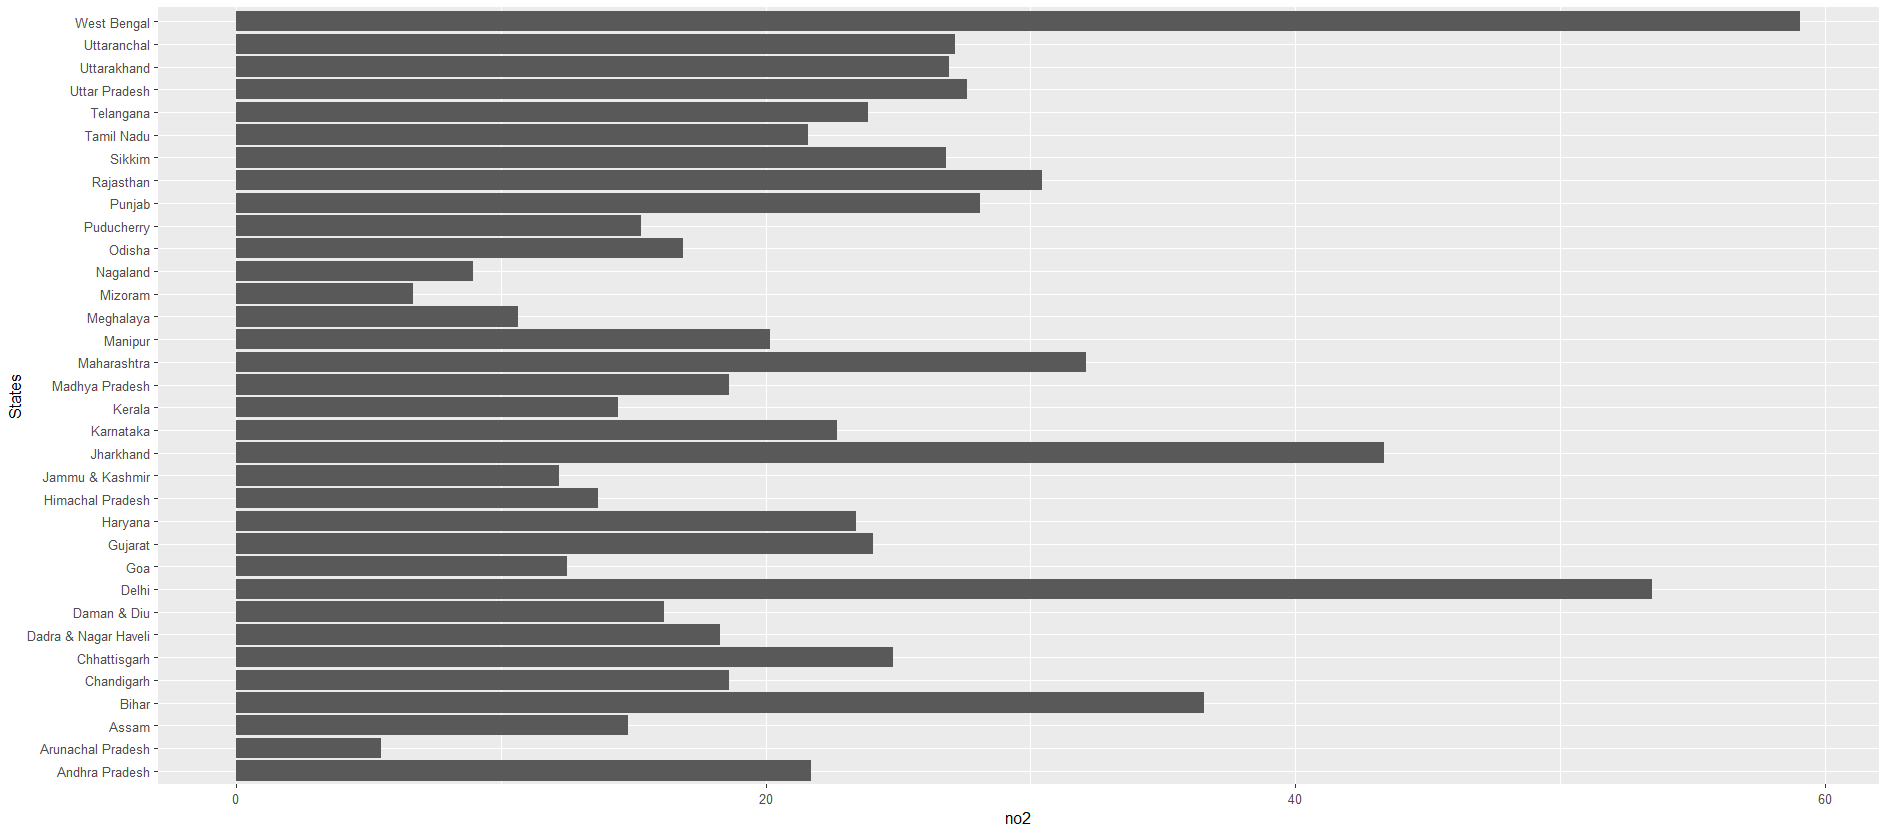 West Bengal
Uttaranchal
Uttarakhand
Uttar Pradesh
Telangana
Tamil Nadu
Sikkim
Rajasthan
Punjab
Puducherry
Odisha
Nagaland
Mizoram
Meghalaya
Manipur
Maharashtra
Madhya Pradesh
Kerala
Karnataka
Jharkhand
Jammu & Kashmir
Himachal Pradesh
Haryana
Gujarat
Goa
Delhi
Daman & Diu
Dadra & Nagar Haveli
Chhattisgarh
Chandigarh
Bihar
Assam
Arunachal Pradesh
Andhra Pradesh
States
0 20 40 60
no2